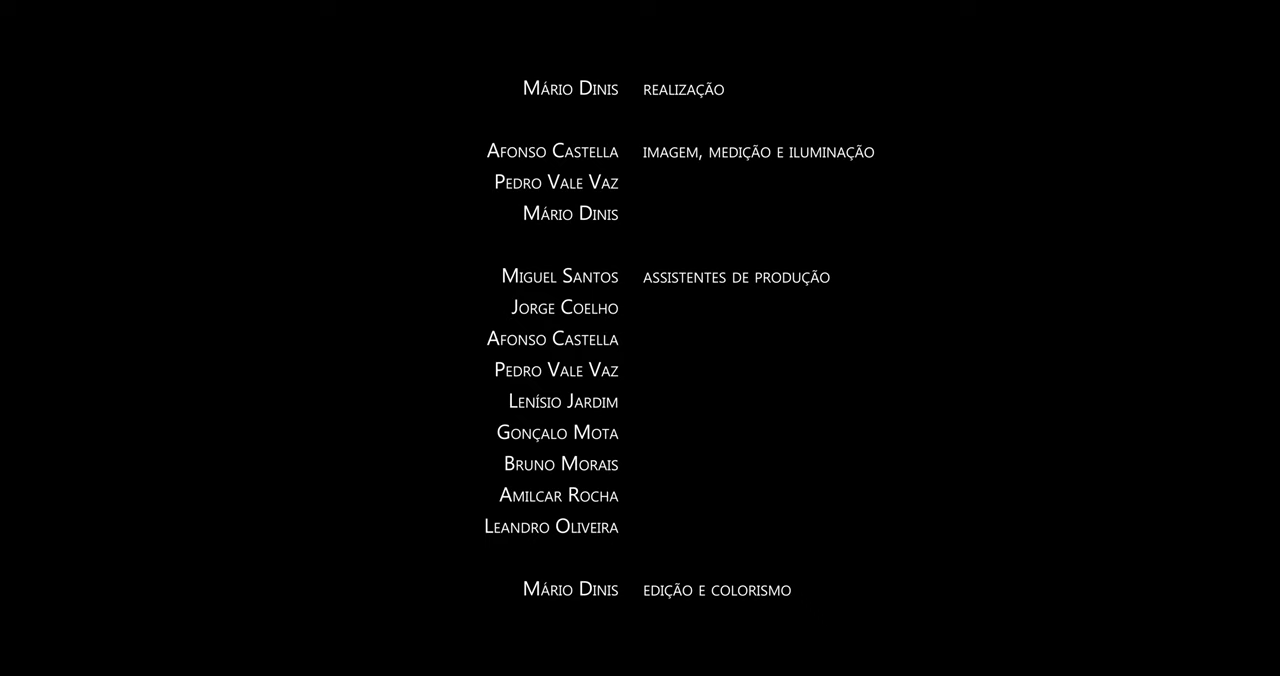 Mário Dinis realização
Afonso Castella imagem, medição e iluminação
Pedro Vale Vaz
Mário Dinis
Miguel Santos assistentes de produção
Jorge Coelho
Afonso Castella
Pedro Vale Vaz
Lenísio Jardim
Gonçalo Mota
Bruno Morais
Amilcar Rocha
Leandro Oliveira
Mário Dinis edição e colorismo